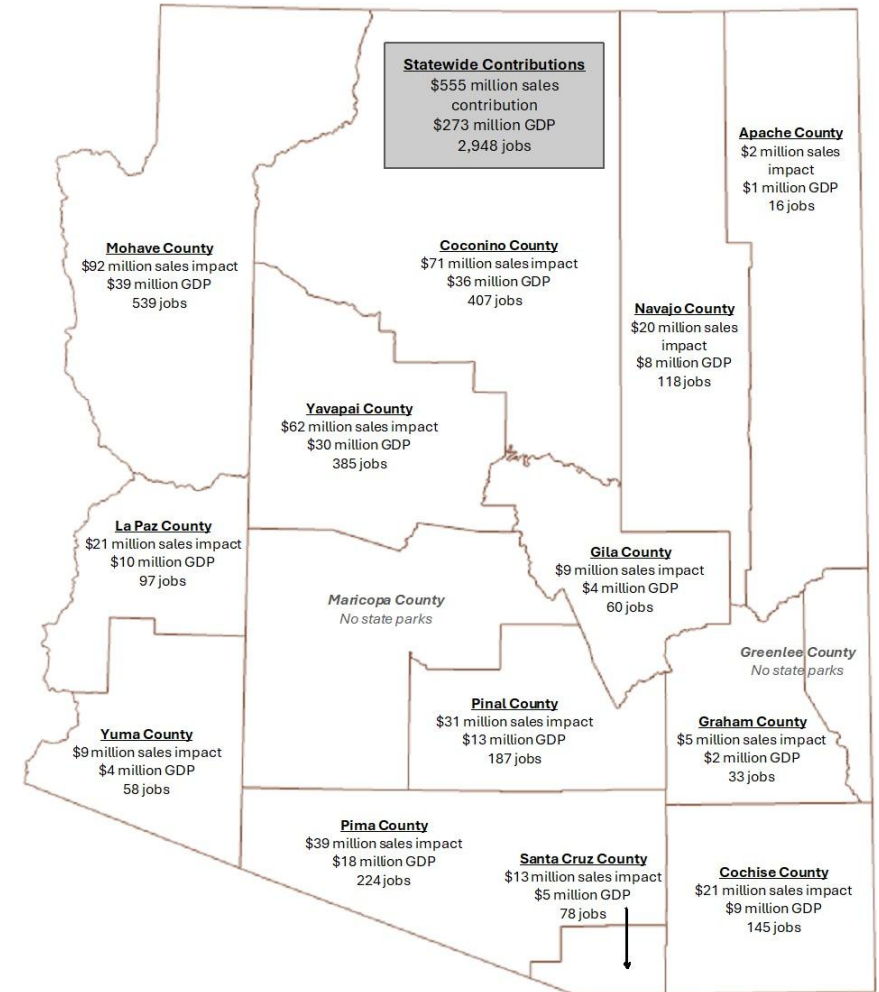 Statewide Contributions
$555 million sales
contribution
$273 million GDP
2,948 jobs
Apache County
$2 million sales
impact
$1 million GDP
16 jobs
Mohave County
$92 million sales impact
$39 million GDP
539 jobs
Coconino County
$71 million sales impact
$36 million GDP
407 jobs
Navajo County
$20 million sales
impact
$8 million GDP
118 jobs
Yavapai County
$62 million sales impact
$30 million GDP
385 jobs
La Paz County
$21 million sales impact
$10 million GDP
97 jobs
Gila County
$9 million sales impact
$4 million GDP
60 jobs
Maricopa County
No state parks
Greenlee County
No state parks
Pinal County
$31 million sales impact
$13 million GDP
187 jobs
Graham County
$5 million sales impact
$2 million GDP
33 jobs
Yuma County
$9 million sales impact
$4 million GDP
58 jobs
Pima County
$39 million sales impact
$18 million GDP
224 jobs
Santa Cruz County
$13 million sales impact
$5 million GDP
78 jobs
Cochise County
$21 million sales impact
$9 million GDP
145 jobs